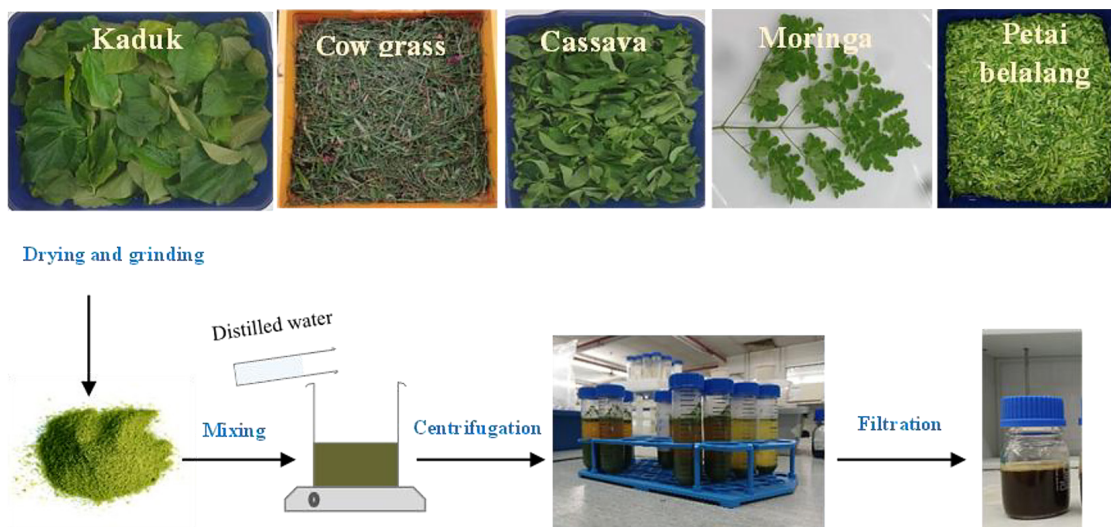 Kaduk
Cow grass
Cassava
Moringa
Petai
belalang
Drying and grinding
Distilled water
Mixing
Centrifugation
Filtration